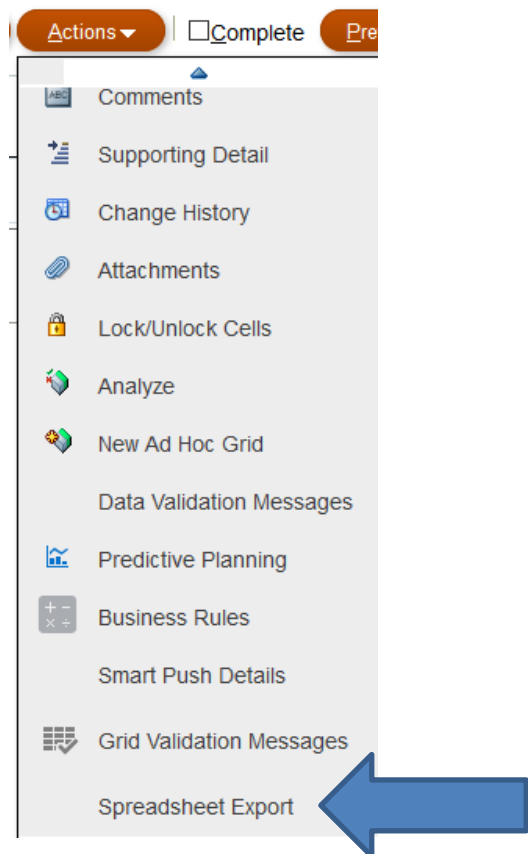 Actions Complete Pre
Comments
Supporting Detail
Change History
Attachments
Lock/Unlock Cells
Analyze
New Ad Hoc Grid
Data Validation Messages
Predictive Planning
Business Rules
Smart Push Details
Grid Validation Messages
Spreadsheet Export